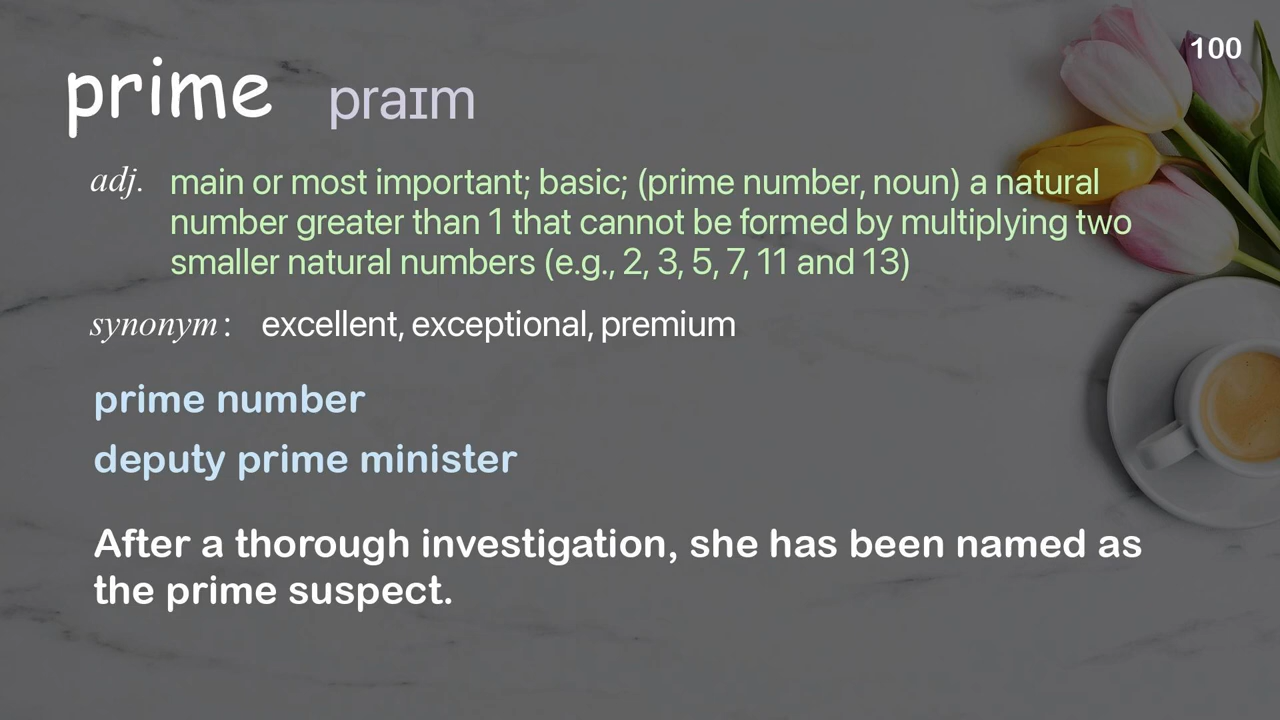 100
prime praɪm
adj. main or most important; basic; (prime number, noun) a natural
number greater than 1 that cannot be formed by multiplying two
smaller natural numbers (e.g., 2, 3, 5, 7, 11 and 13)
synonym: excellent, exceptional, premium
prime number
deputy prime minister
After a thorough investigation, she has been named as
the prime suspect.